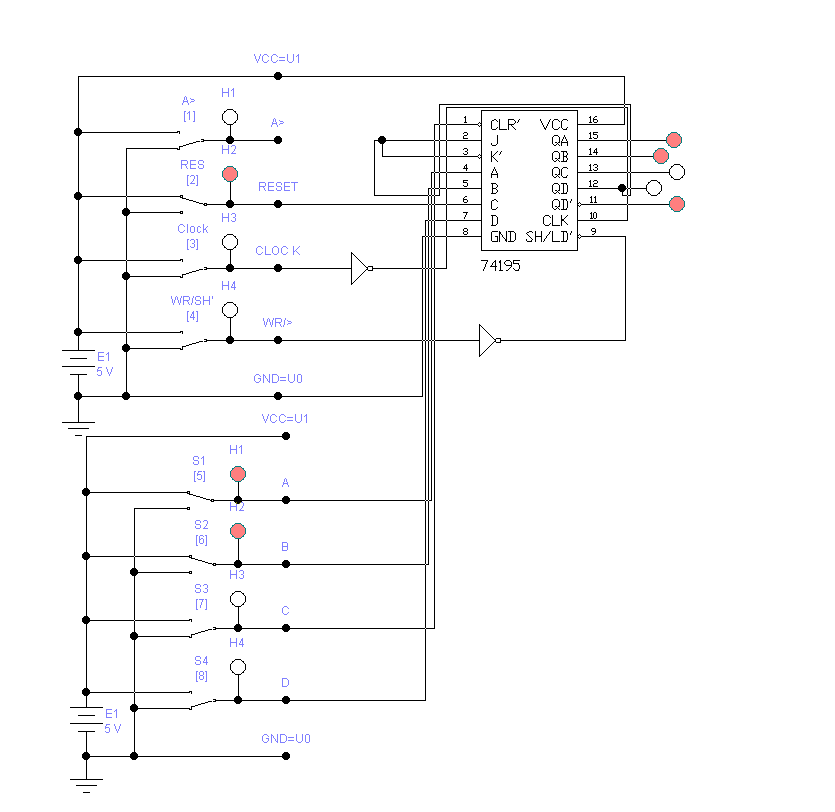 VCC=U1
A>
[1]
H1
A>
H2
RES
[2]
RESET
H3
Clock
[3]
CLOC K
H4
WR/SH'
[4]
WR/>
E1
5 V
GND=U0
1 CLR' VCC 16
2 J QA 15
3 K' QB 14
4 A QC 13
5 B QD 12
6 C QD' 11
7 D CLK 10
8 GND SH/LD' 9
74195
VCC=U1
H1
S1
[5]
A
H2
S2
[6]
B
H3
S3
[7]
C
H4
S4
[8]
D
E1
5 V
GND=U0